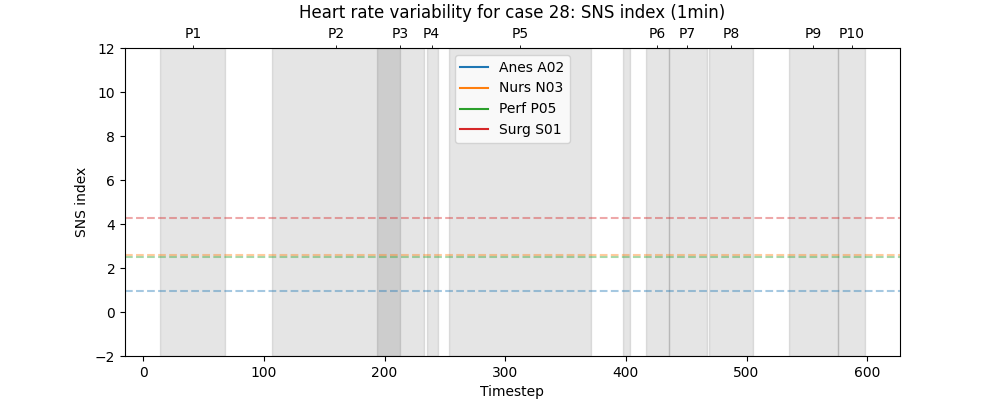 Heart rate variability for case 28: SNS index (1min)
P1 P2 P3 P4 P5 P6 P7 P8 P9 P10
Anes A02
Nurs N03
Perf P05
Surg S01
12
10
8
6
4
2
0
−2
SNS index
0 100 200 300 400 500 600
Timestep